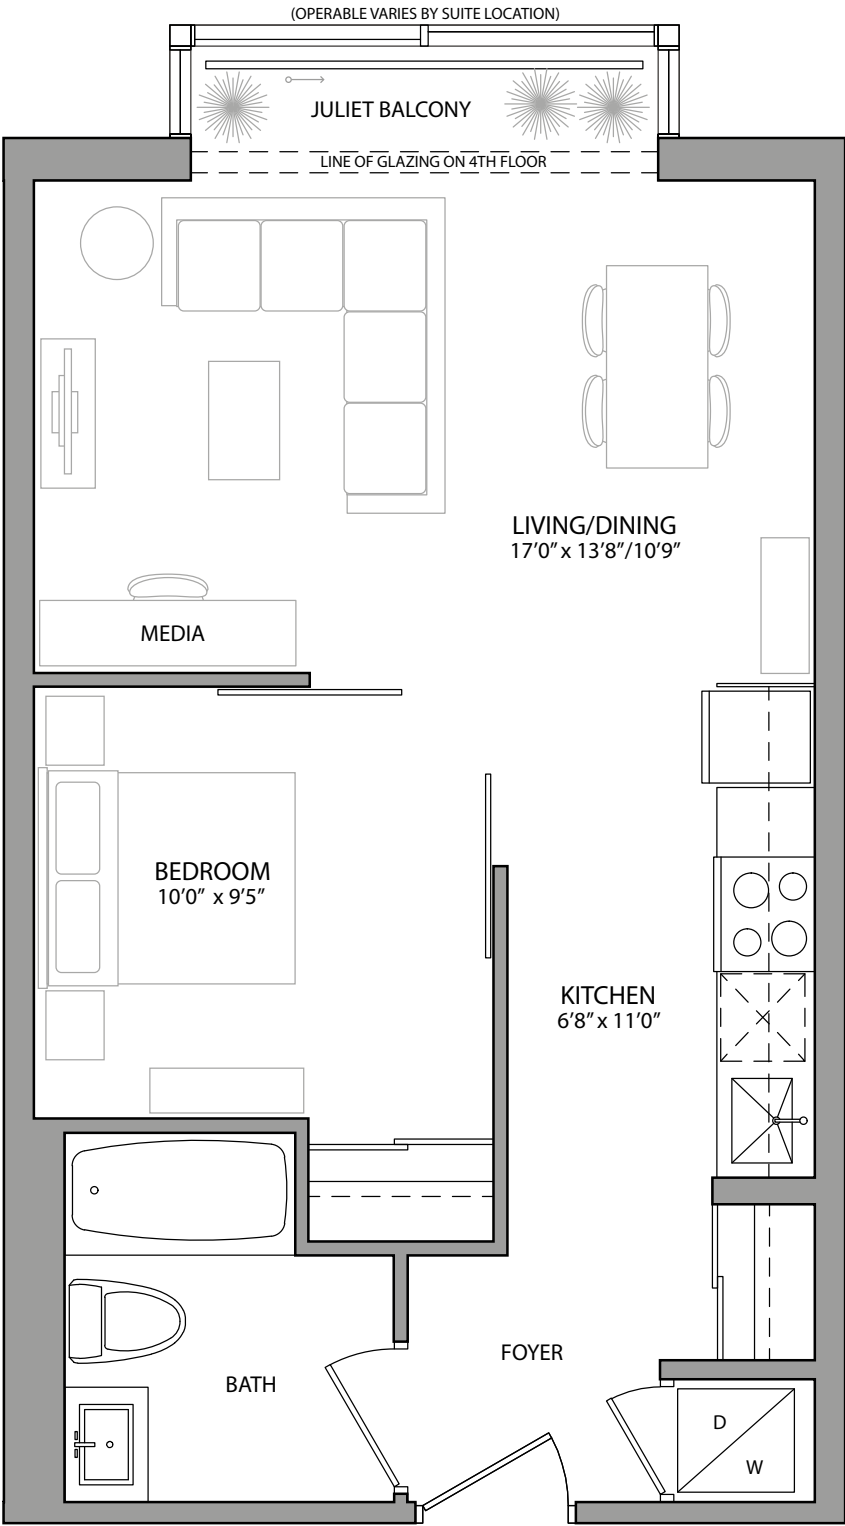 (OPERABLE VARIES BY SUITE LOCATION)
JULIET BALCONY
LINE OF GLAZING ON 4TH FLOOR
LIVING/DINING
17’0” x 13’8”/10’9”
MEDIA
BEDROOM
10’0” x 9’5”
KITCHEN
6’8” x 11’0”
FOYER
BATH
D
W